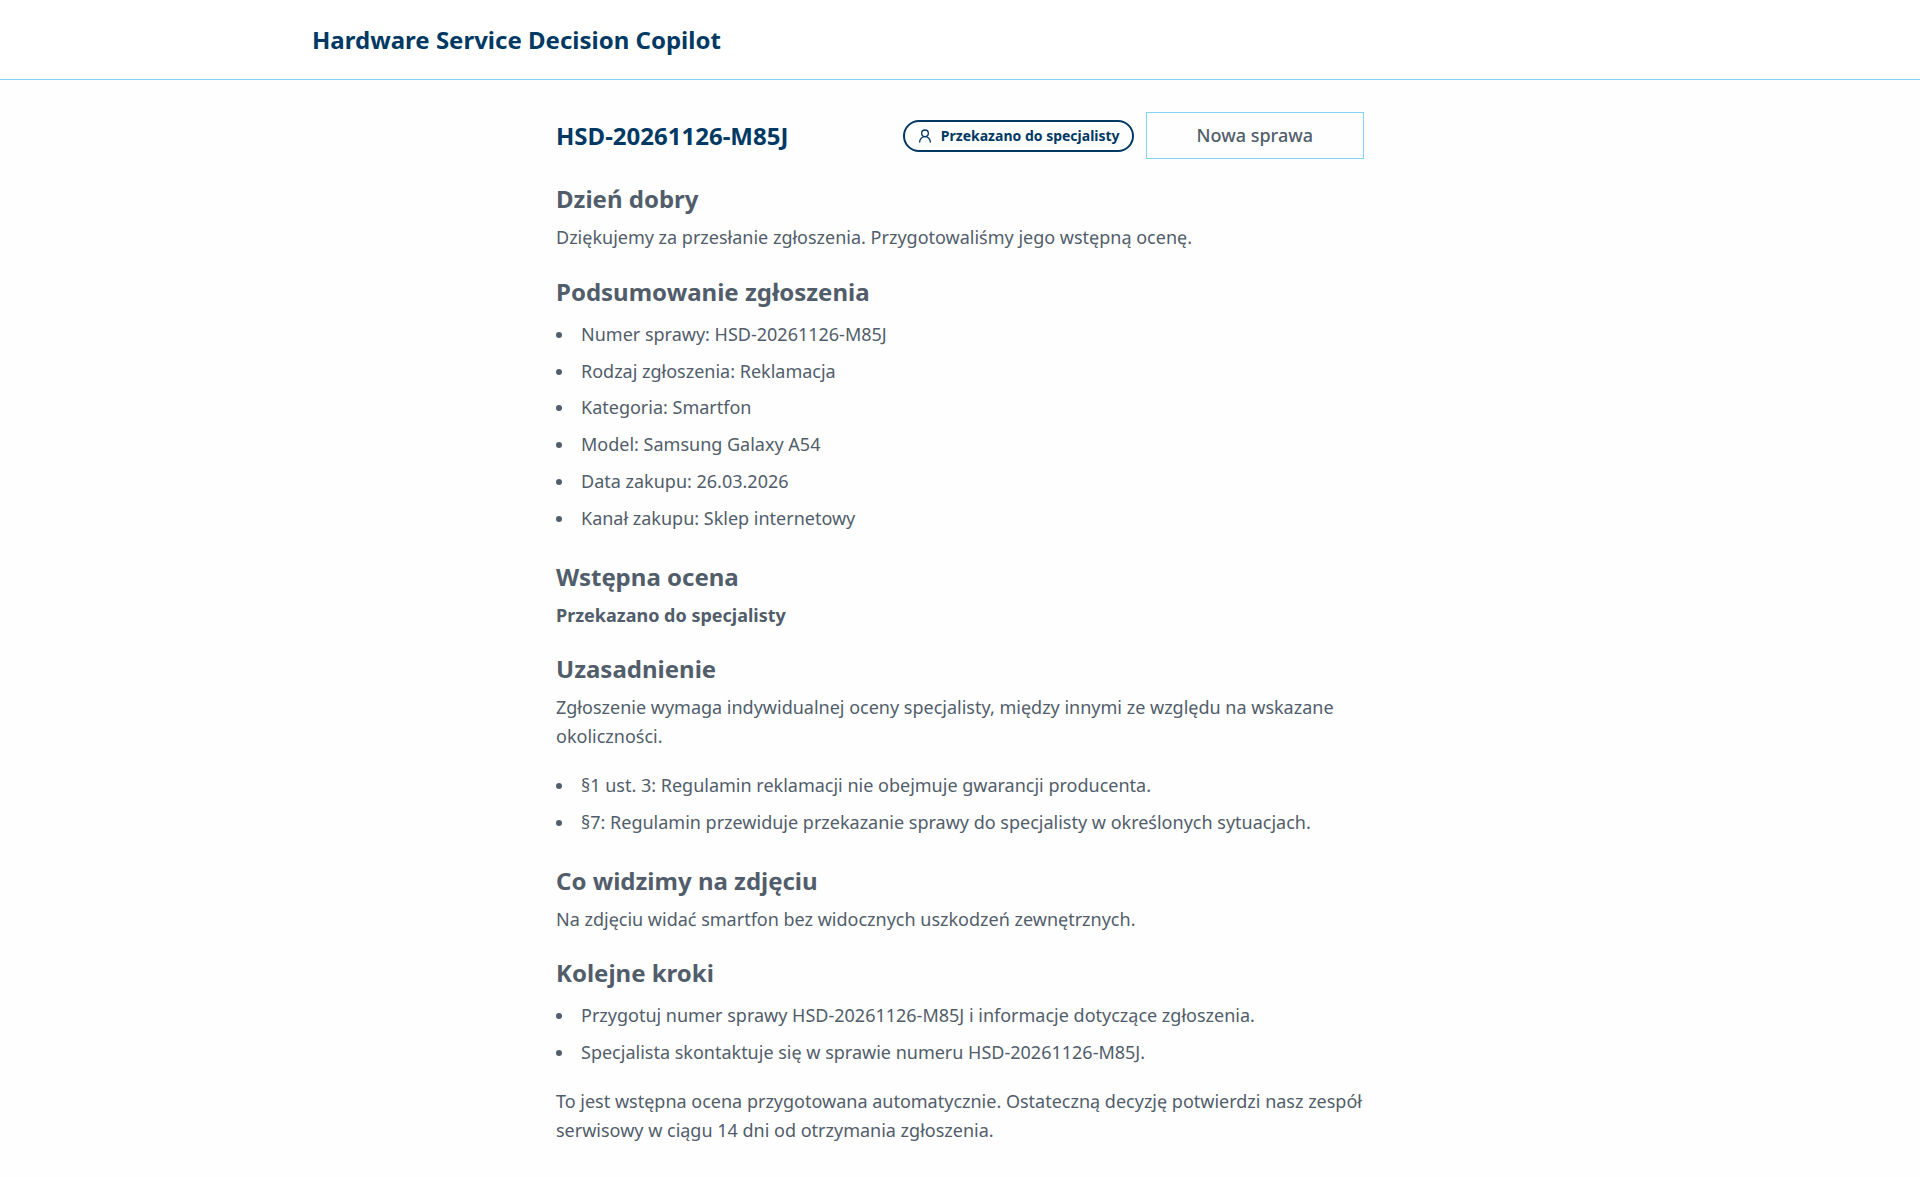 Hardware Service Decision Copilot
HSD-20261126-M85J
Przekazano do specjalisty
Nowa sprawa
Dzień dobry
Dziękujemy za przesłanie zgłoszenia. Przygotowaliśmy jego wstępną ocenę.
Podsumowanie zgłoszenia
Numer sprawy: HSD-20261126-M85J
Rodzaj zgłoszenia: Reklamacja
Kategoria: Smartfon
Model: Samsung Galaxy A54
Data zakupu: 26.03.2026
Kanał zakupu: Sklep internetowy
Wstępna ocena
Przekazano do specjalisty
Uzasadnienie
Zgłoszenie wymaga indywidualnej oceny specjalisty, między innymi ze względu na wskazane
okoliczności.
§1 ust. 3: Regulamin reklamacji nie obejmuje gwarancji producenta.
§7: Regulamin przewiduje przekazanie sprawy do specjalisty w określonych sytuacjach.
Co widzimy na zdjęciu
Na zdjęciu widać smartfon bez widocznych uszkodzeń zewnętrznych.
Kolejne kroki
Przygotuj numer sprawy HSD-20261126-M85J i informacje dotyczące zgłoszenia.
Specjalista skontaktuje się w sprawie numeru HSD-20261126-M85J.
To jest wstępna ocena przygotowana automatycznie. Ostateczną decyzję potwierdzi nasz zespół
serwisowy w ciągu 14 dni od otrzymania zgłoszenia.